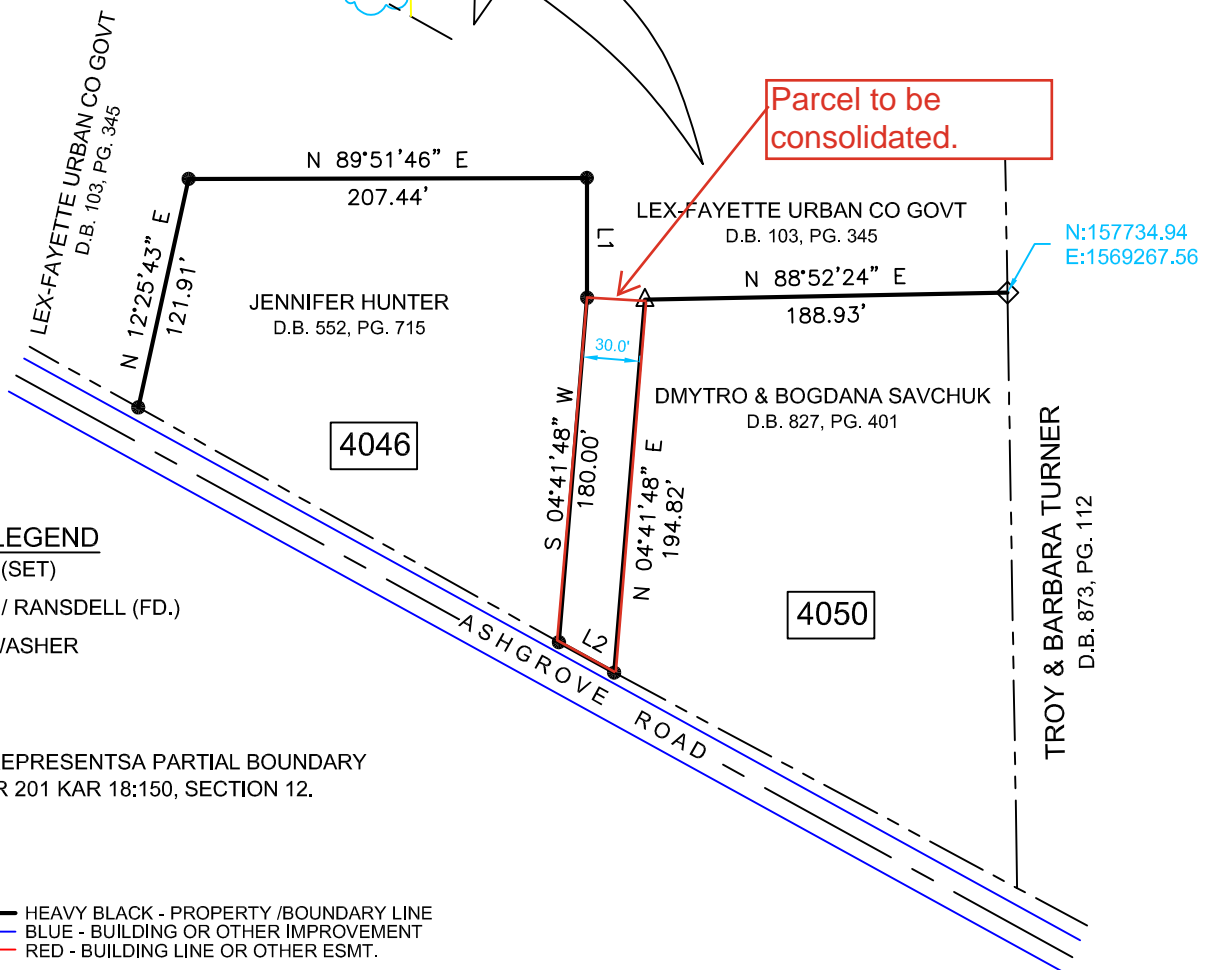 Parcel to be
consolidated.
LEX-FAYETTE URBAN CO GOVT
D.B. 103, PG. 345
N 89°51'46" E
207.44'
LEX-FAYETTE URBAN CO GOVT
D.B. 103, PG. 345
N:157734.94
E:1569267.56
L1
N 12°25'43" E
121.91'
JENNIFER HUNTER
D.B. 552, PG. 715
N 88°52'24" E
188.93'
30.0'
DMYTRO & BOGDANA SAVCHUK
D.B. 827, PG. 401
4046
S 04°41'48" W
180.00'
N 04°41'48" E
194.82'
TROY & BARBARA TURNER
D.B. 873, PG. 112
4050
L2
ASHGROVE ROAD
LEGEND
(SET)
/ RANSDELL (FD.)
/ASHER
EPRESENTSA PARTIAL BOUNDARY
R 201 KAR 18:150, SECTION 12.
HEAVY BLACK - PROPERTY /BOUNDARY LINE
BLUE - BUILDING OR OTHER IMPROVEMENT
RED - BUILDING LINE OR OTHER ESMT.